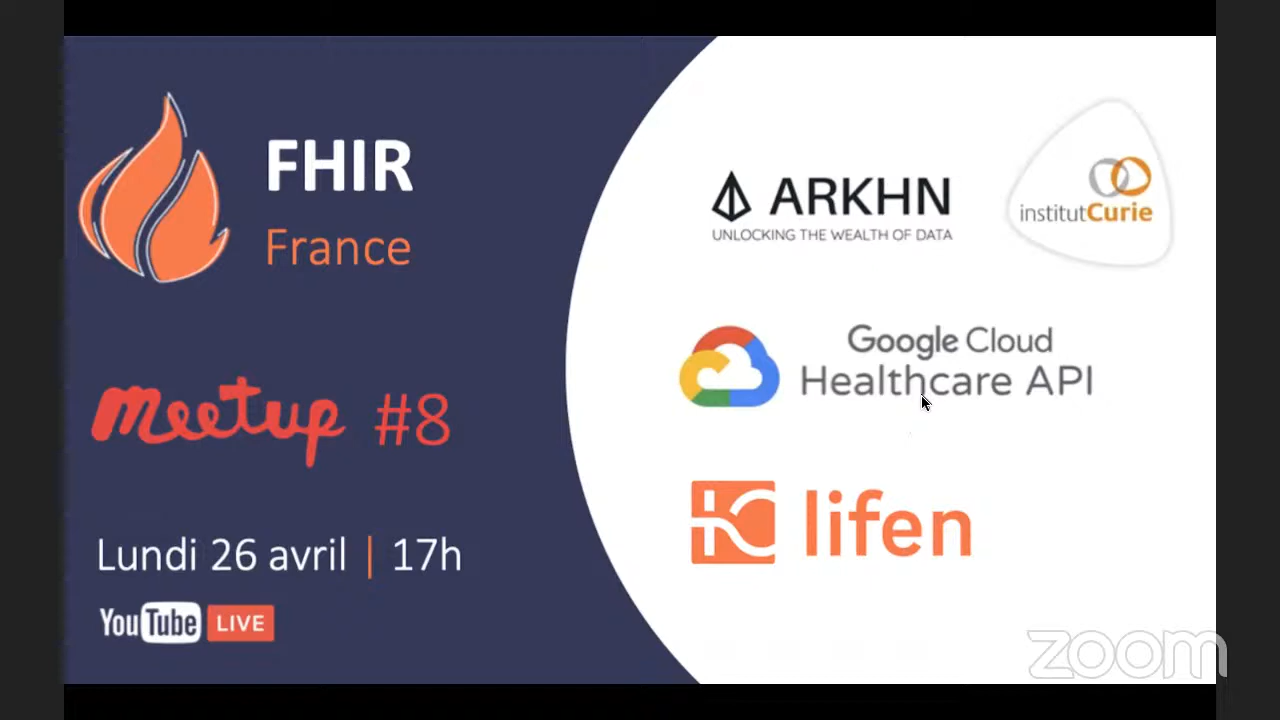 FHIR
France
meetup #8
Lundi 26 avril | 17h
YouTube LIVE
ARKHN
UNLOCKING THE WEALTH OF DATA
institutCurie
Google Cloud
Healthcare API
lifen
zoom